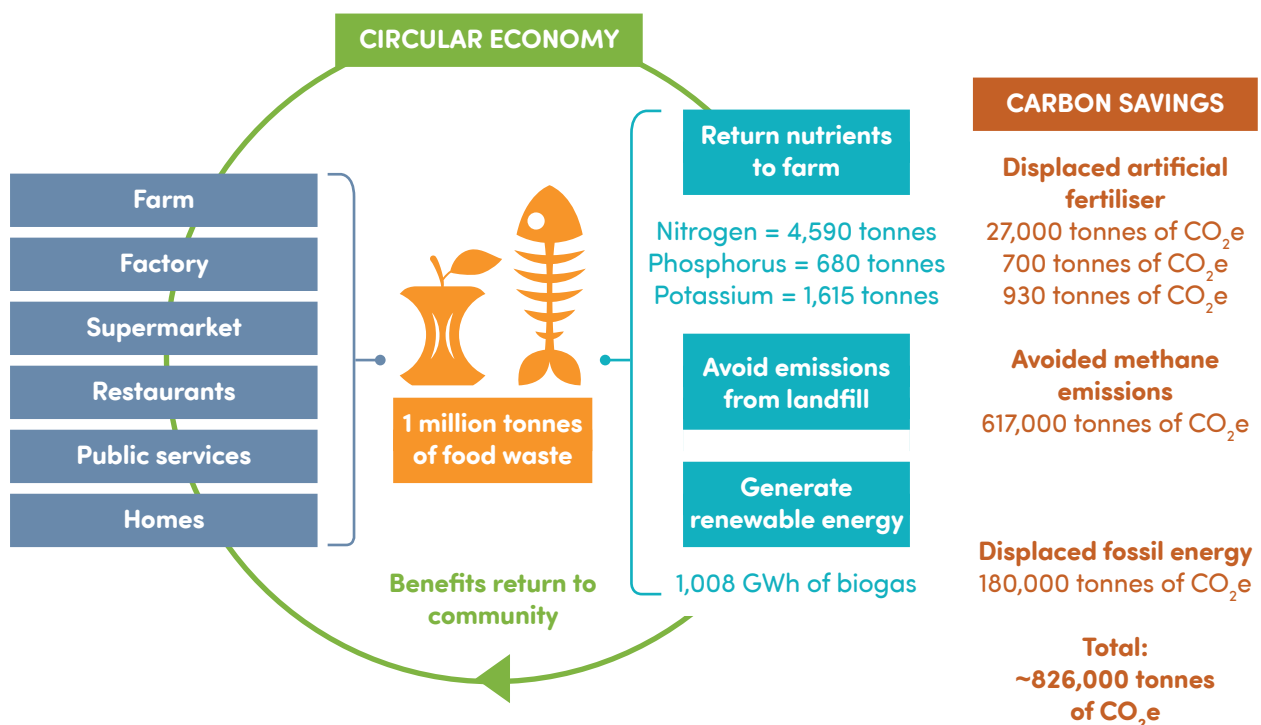 CIRCULAR ECONOMY
Farm
Factory
Supermarket
Restaurants
Public services
Homes
1 million tonnes
of food waste
Benefits return to
community
Return nutrients
to farm
Nitrogen = 4,590 tonnes
Phosphorus = 680 tonnes
Potassium = 1,615 tonnes
Avoid emissions
from landfill
Generate
renewable energy
1,008 GWh of biogas
CARBON SAVINGS
Displaced artificial
fertiliser
27,000 tonnes of CO₂e
700 tonnes of CO₂e
930 tonnes of CO₂e
Avoided methane
emissions
617,000 tonnes of CO₂e
Displaced fossil energy
180,000 tonnes of CO₂e
Total:
~826,000 tonnes
of CO₂e